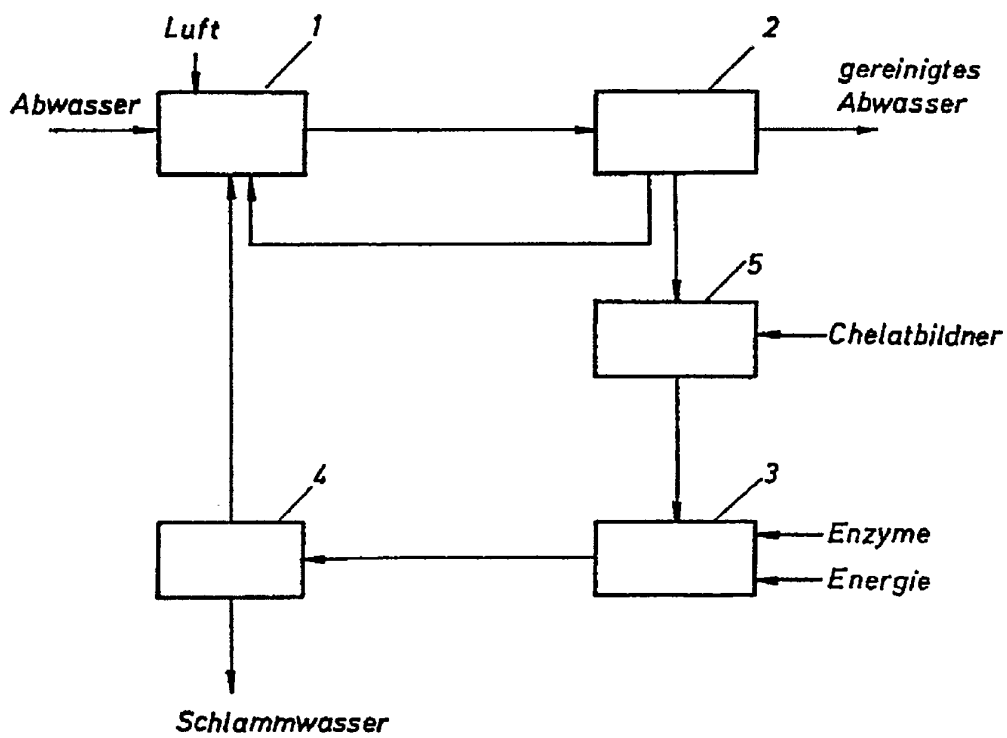 Luft
1
2
Abwasser
gereinigtes
Abwasser
5
Chelatbildner
4
3
Enzyme
Energie
Schlammwasser